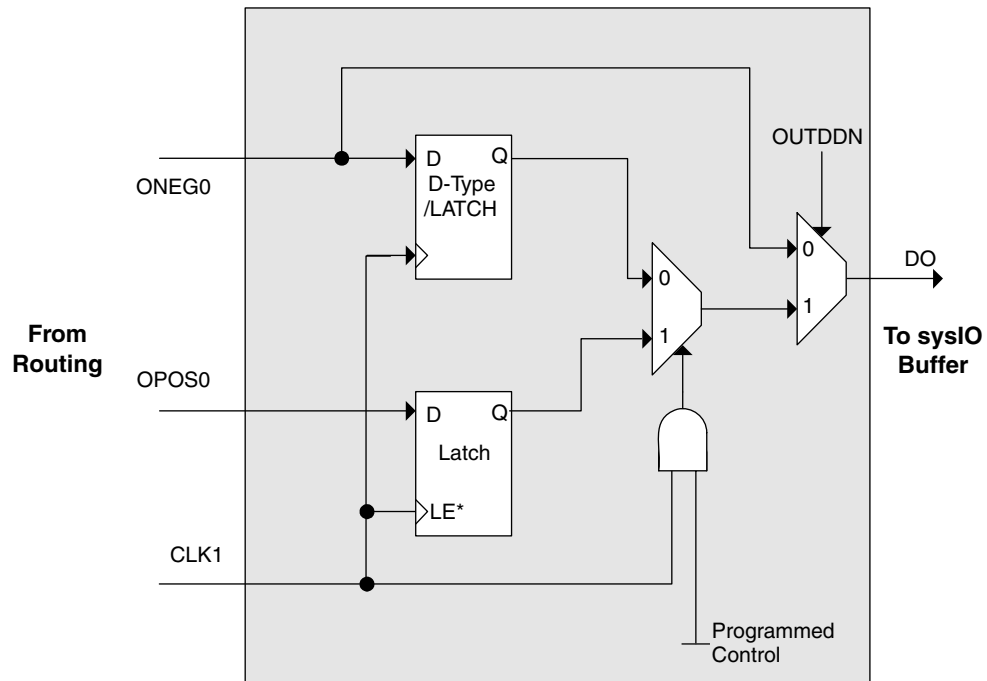 OUTDDN
ONEG0
D Q
D-Type
/LATCH
0
1
0
1
DO
From
Routing
To sysIO
Buffer
OPOS0
D Q
Latch
LE*
CLK1
Programmed
Control